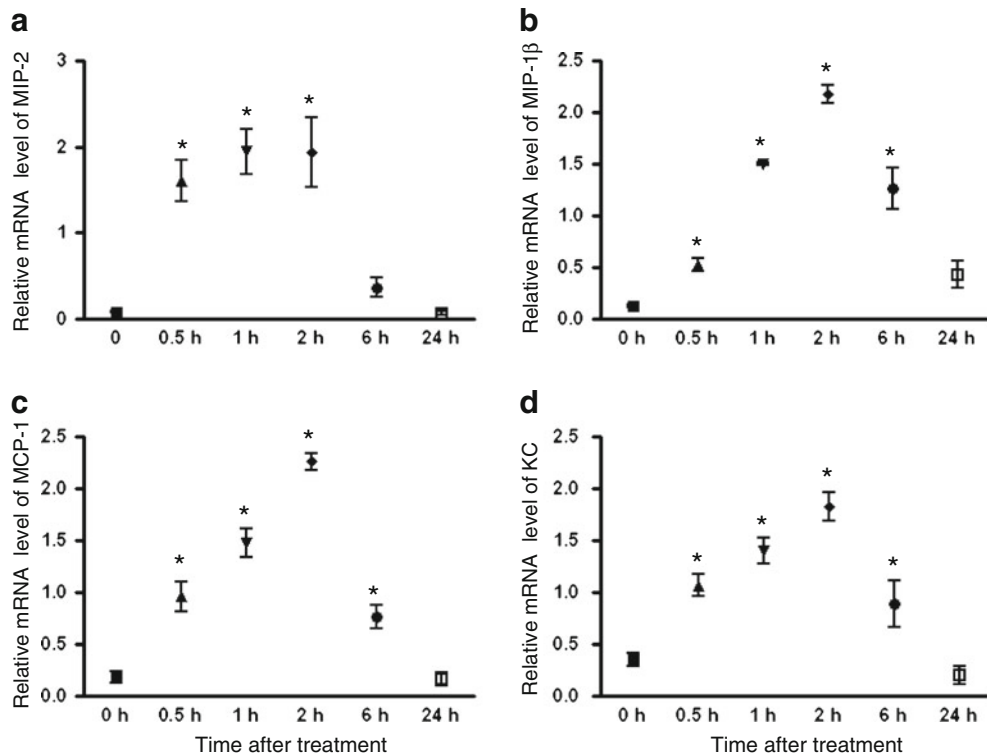 a
Relative mRNA level of MIP-2
3
2
1
0
*
*
*
0 0.5 h 1 h 2 h 6 h 24 h
b
Relative mRNA level of MIP-1β
2.5
2.0
1.5
1.0
0.5
0.0
*
*
*
*
0 h 0.5 h 1 h 2 h 6 h 24 h
c
Relative mRNA level of MCP-1
2.5
2.0
1.5
1.0
0.5
0.0
*
*
*
*
0 h 0.5 h 1 h 2 h 6 h 24 h
Time after treatment
d
Relative mRNA level of KC
2.5
2.0
1.5
1.0
0.5
0.0
*
*
*
*
0 h 0.5 h 1 h 2 h 6 h 24 h
Time after treatment